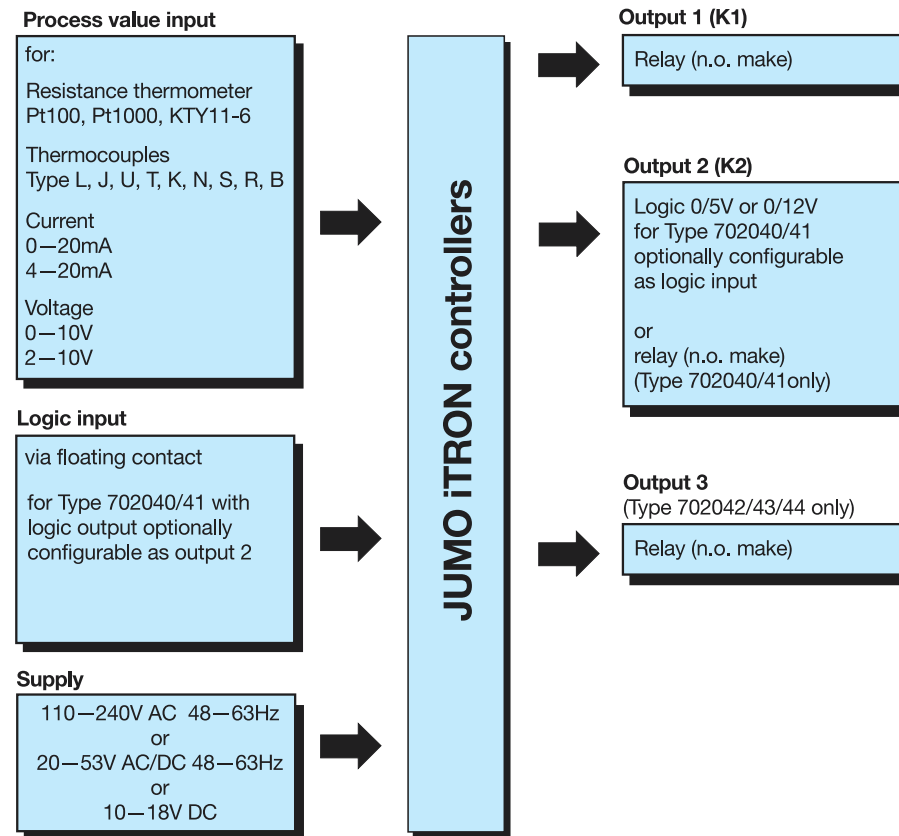 Process value input
for:
Resistance thermometer
Pt100, Pt1000, KTY11-6
Thermocouples
Type L, J, U, T, K, N, S, R, B
Current
0—20mA
4—20mA
Voltage
0—10V
2—10V
Logic input
via floating contact
for Type 702040/41 with
logic output optionally
configurable as output 2
Supply
110—240V AC 48—63Hz
or
20—53V AC/DC 48—63Hz
or
10—18V DC
JUMO iTRON controllers
Output 1 (K1)
Relay (n.o. make)
Output 2 (K2)
Logic 0/5V or 0/12V
for Type 702040/41
optionally configurable
as logic input
or
relay (n.o. make)
(Type 702040/41only)
Output 3
(Type 702042/43/44 only)
Relay (n.o. make)